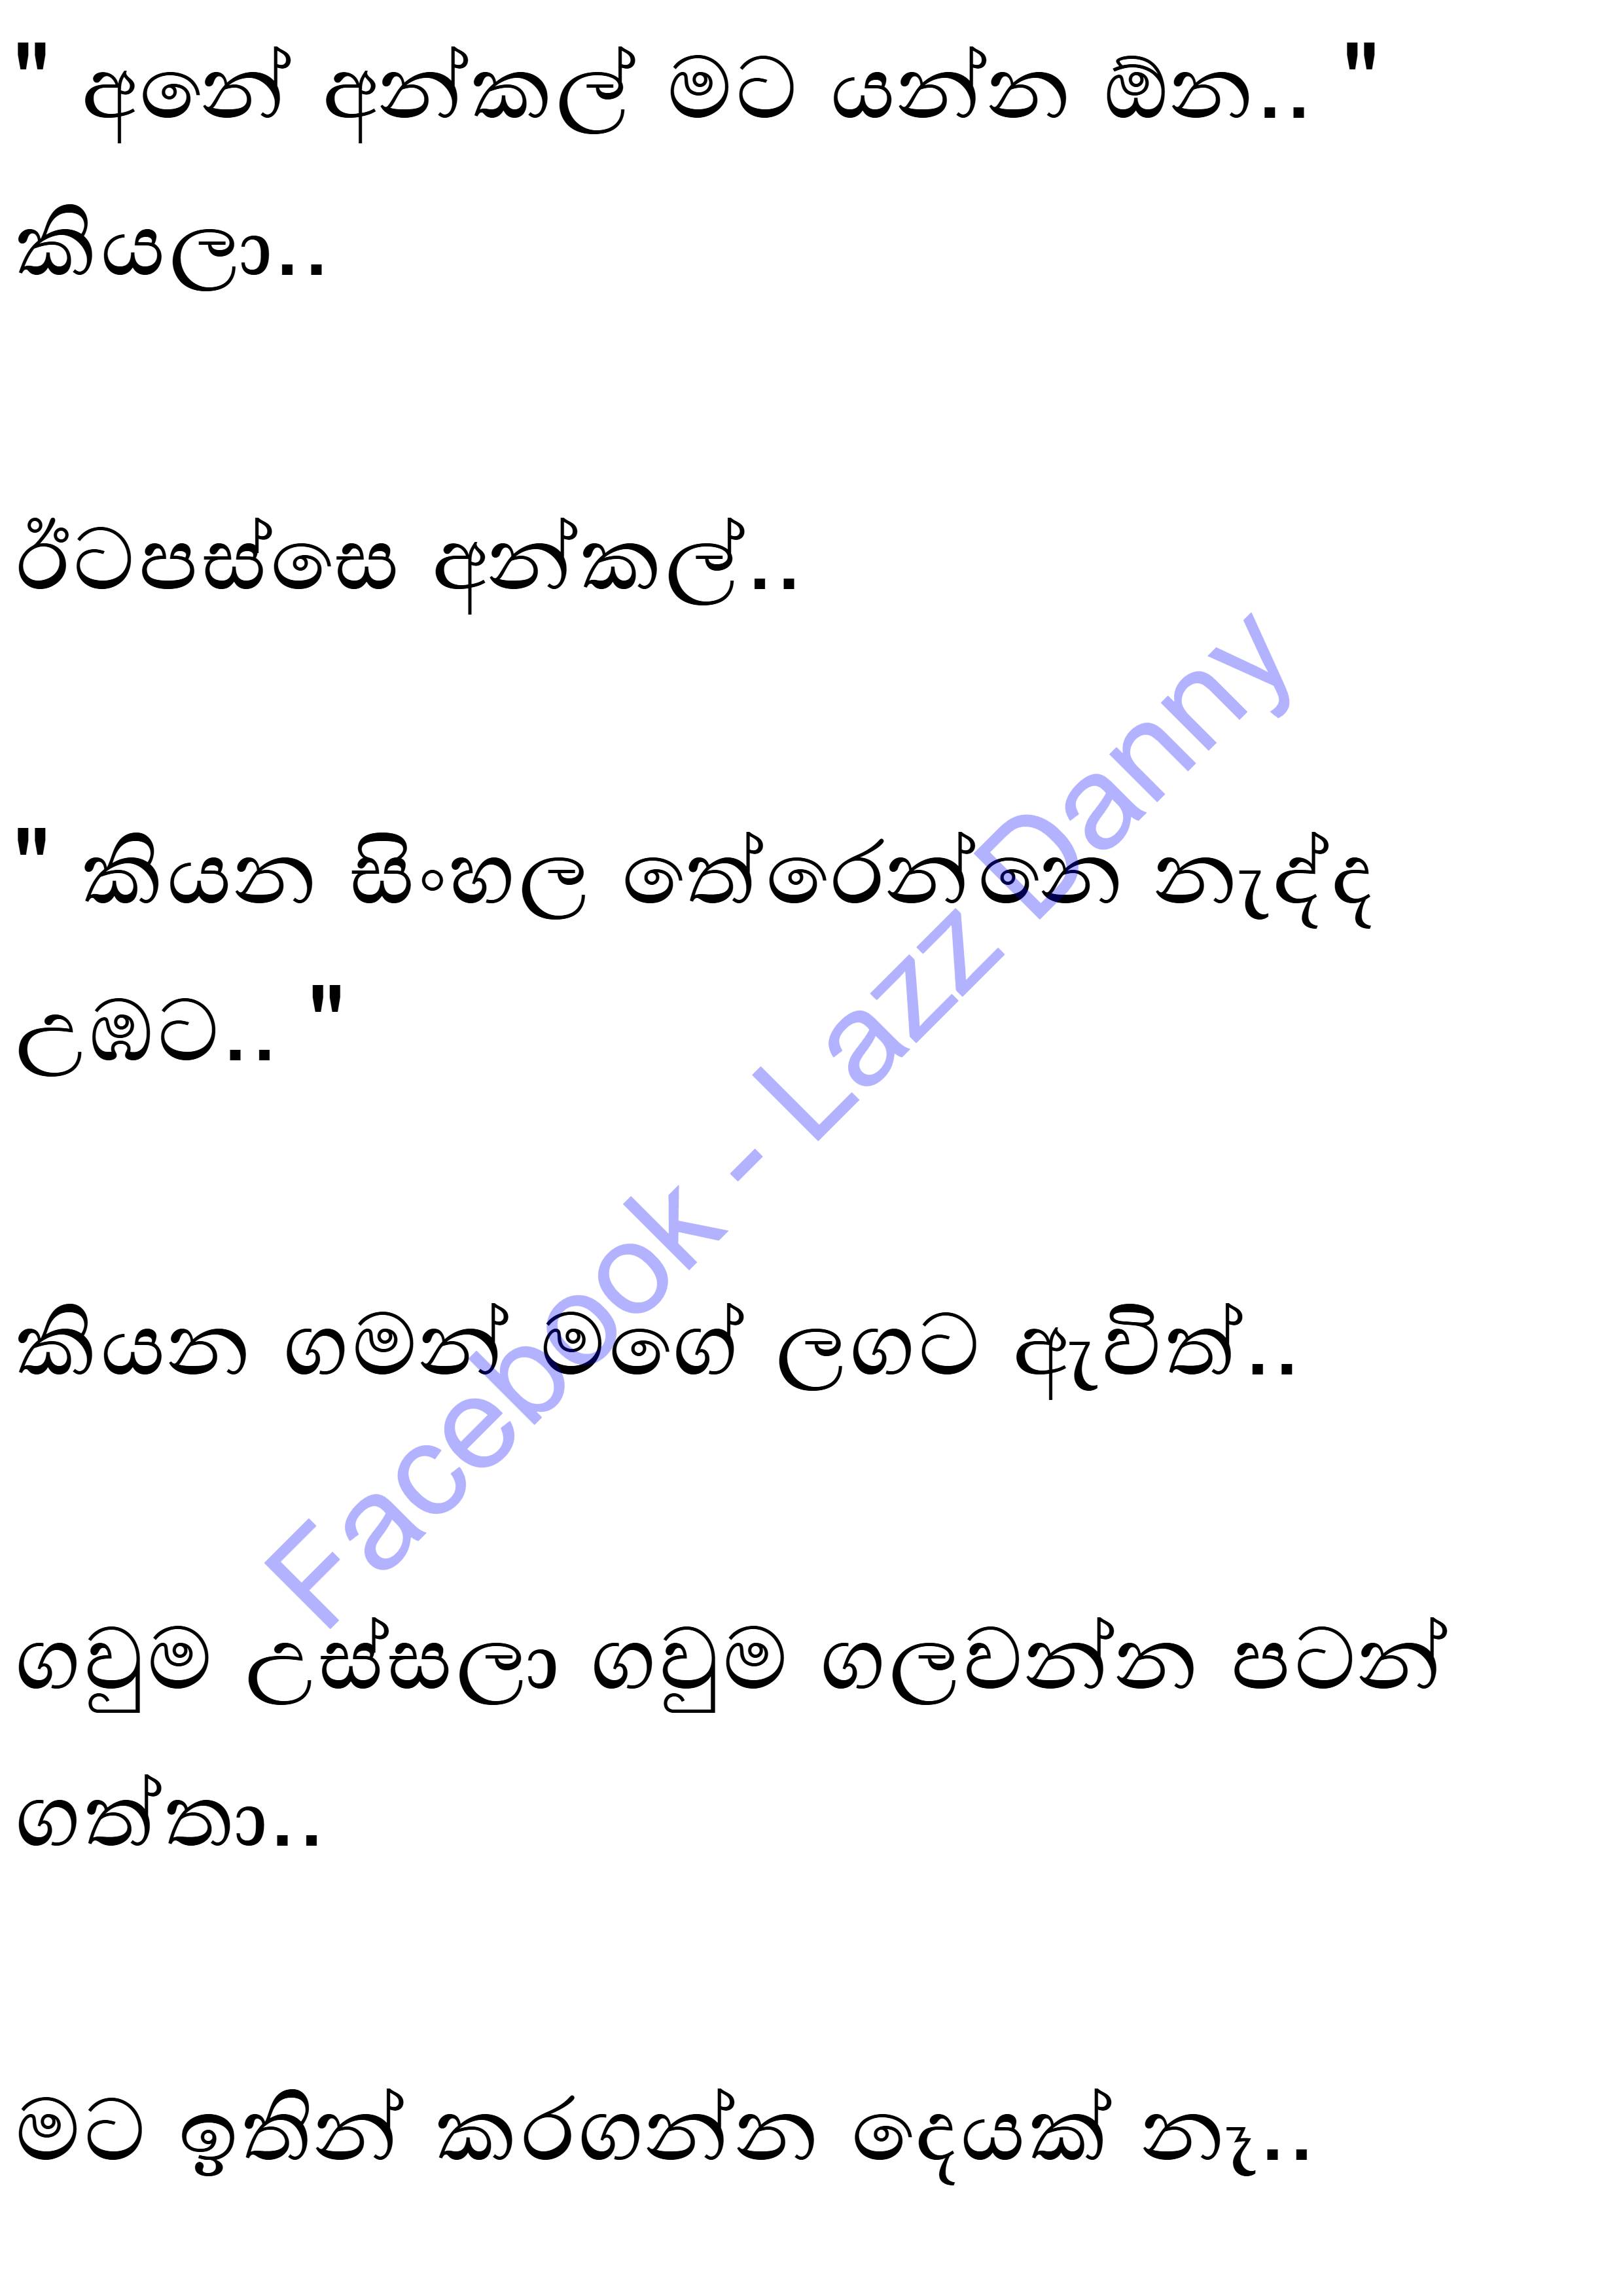 " අනේ අන්කල් මට යන්න ඕන.. "
කියලා..
ඊටපස්සෙ අන්කල්..
" කියන සිංහල තේරෙන්නෙ නැද්ද
උඹට.. "
කියන ගමන් මගේ ලගට ඇවිත්..
ගවුම උස්සලා ගවුම ගලවන්න පටන්
ගත්තා..
මට ඉතින් කරගන්න දෙයක් නෑ..
Facebook - Lazz Danny